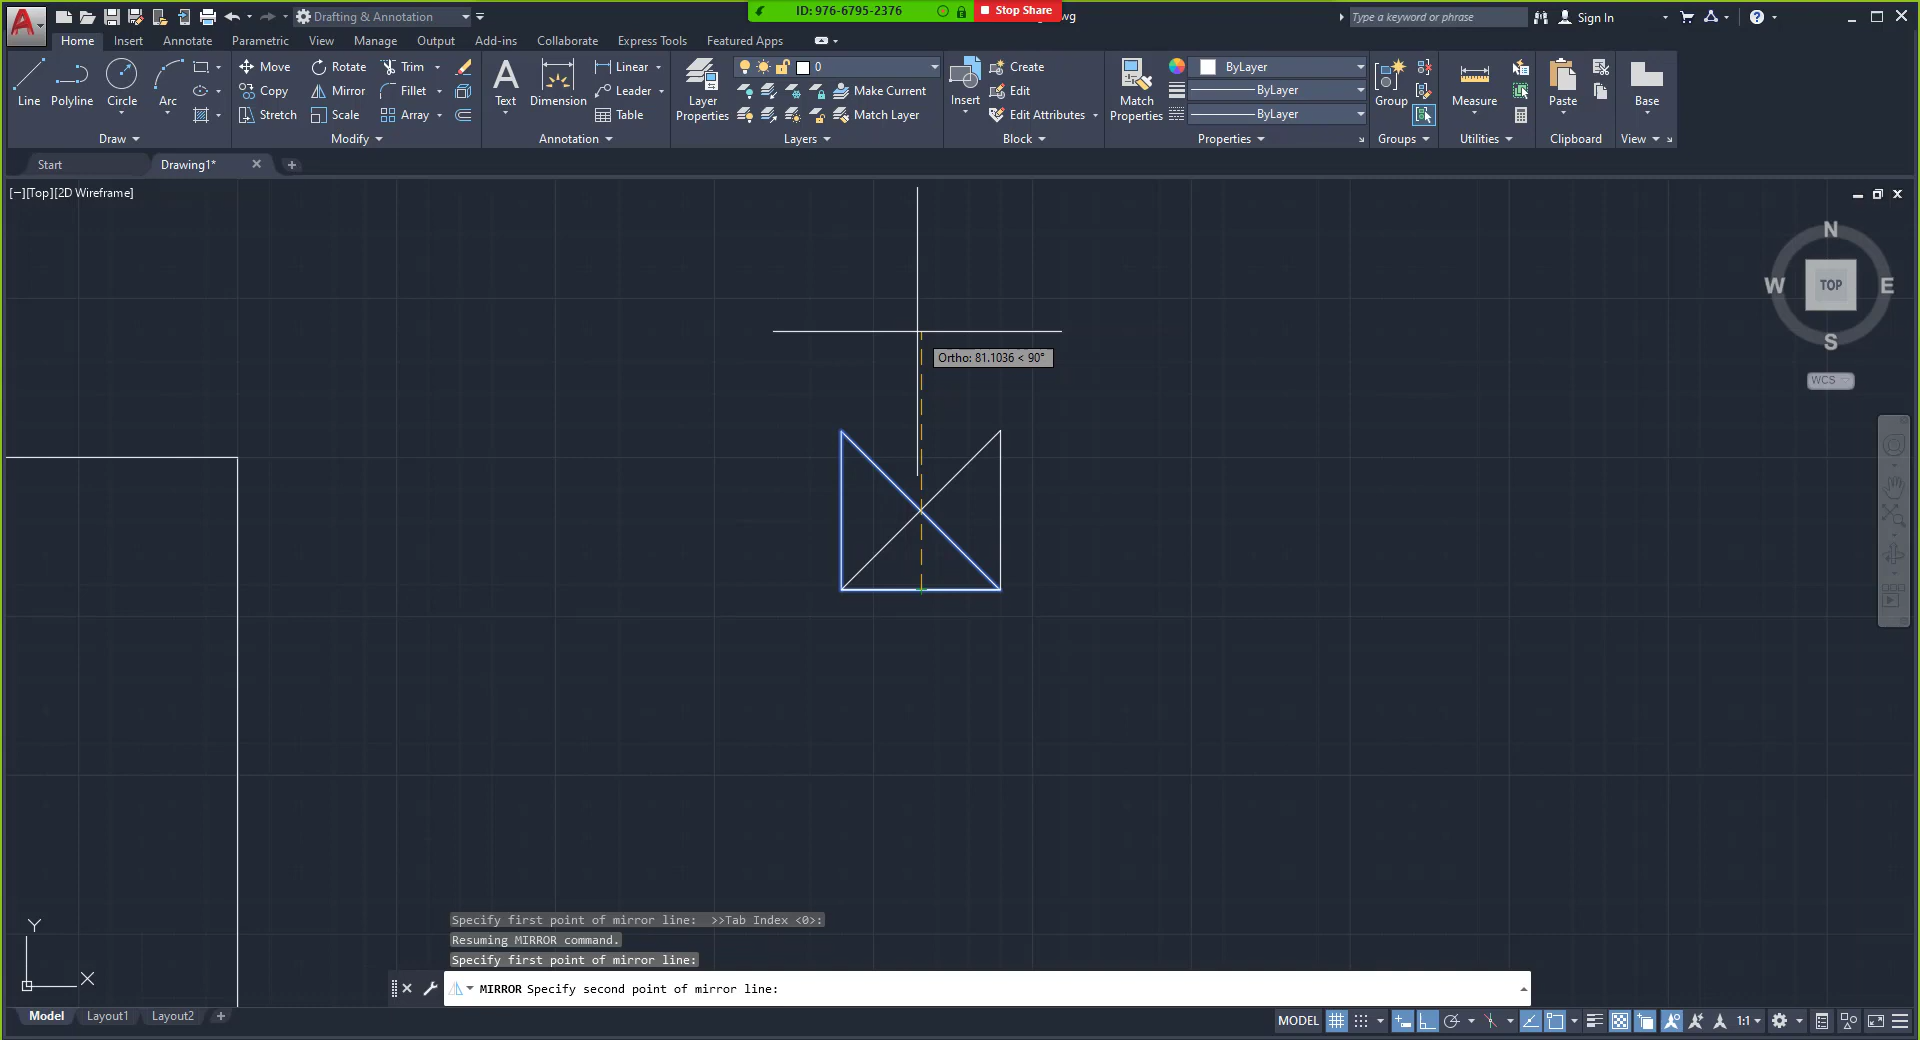 Drafting & Annotation
ID: 976-6795-2376
Stop Share
wg
Type a keyword or phrase
Sign In
Home
Insert
Annotate
Parametric
View
Manage
Output
Add-ins
Collaborate
Express Tools
Featured Apps
Line
Polyline
Circle
Arc
Draw
Move
Rotate
Trim
Copy
Mirror
Fillet
Stretch
Scale
Array
Modify
Text
Dimension
Linear
Leader
Table
Annotation
Layer
Properties
0
Make Current
Match Layer
Layers
Insert
Create
Edit
Edit Attributes
Block
Match
Properties
ByLayer
ByLayer
ByLayer
Properties
Group
Groups
Measure
Utilities
Paste
Clipboard
Base
View
Start
Drawing1*
[−][Top][2D Wireframe]
N
W
TOP
E
S
WCS
Ortho: 81.1036 < 90°
Y
X
Specify first point of mirror line:  >>Tab Index <0>:
Resuming MIRROR command.
Specify first point of mirror line:
MIRROR Specify second point of mirror line:
Model
Layout1
Layout2
MODEL
1:1